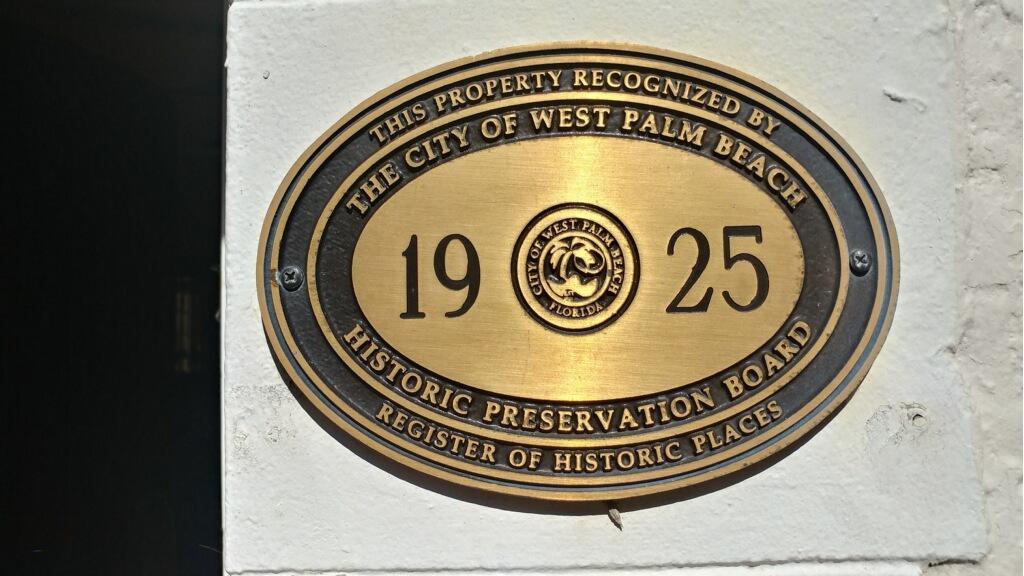 THIS PROPERTY RECOGNIZED BY
THE CITY OF WEST PALM BEACH
19 25
CITY OF WEST PALM BEACH
FLORIDA
HISTORIC PRESERVATION BOARD
REGISTER OF HISTORIC PLACES